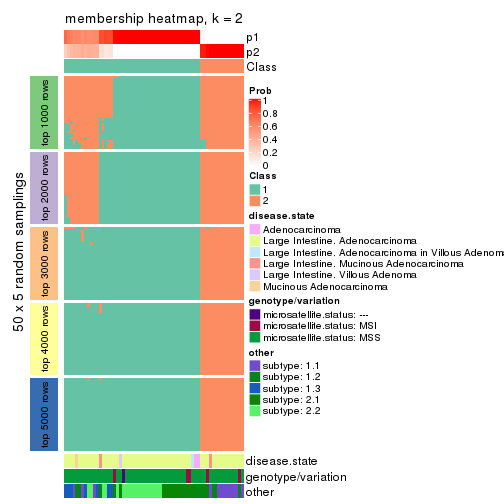 membership heatmap, k = 2
p1
p2
Class
50 x 5 random samplings
top 1000 rows
top 2000 rows
top 3000 rows
top 4000 rows
top 5000 rows
Prob
1
0.8
0.6
0.4
0.2
0
Class
1
2
disease.state
Adenocarcinoma
Large Intestine. Adenocarcinoma
Large Intestine. Adenocarcinoma in Villous Adenom
Large Intestine. Mucinous Adenocarcinoma
Large Intestine. Villous Adenoma
Mucinous Adenocarcinoma
genotype/variation
microsatellite.status: ---
microsatellite.status: MSI
microsatellite.status: MSS
other
subtype: 1.1
subtype: 1.2
subtype: 1.3
subtype: 2.1
subtype: 2.2
disease.state
genotype/variation
other